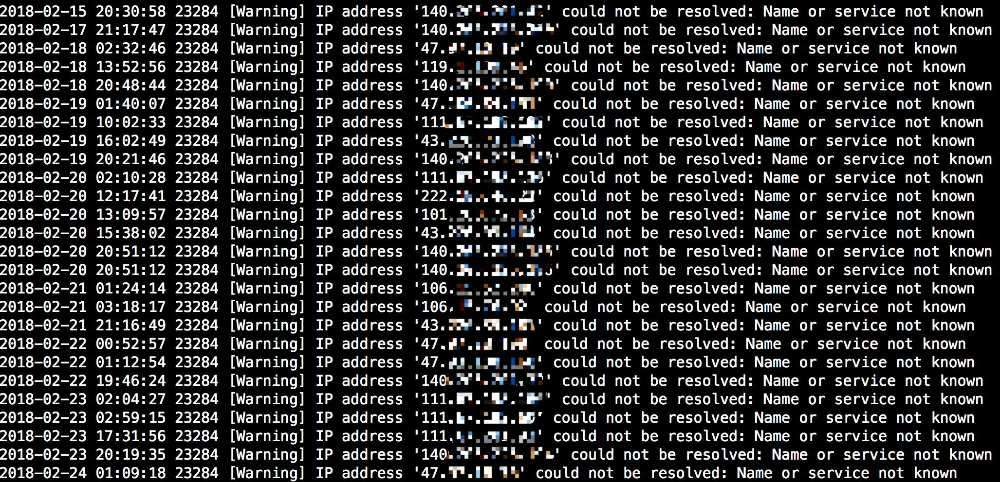 2018-02-15 20:30:58 23284 [Warning] IP address '140. ' could not be resolved: Name or service not known
2018-02-17 21:17:47 23284 [Warning] IP address '140. ' could not be resolved: Name or service not known
2018-02-18 02:32:46 23284 [Warning] IP address '47. ' could not be resolved: Name or service not known
2018-02-18 13:52:56 23284 [Warning] IP address '119. ' could not be resolved: Name or service not known
2018-02-18 20:48:44 23284 [Warning] IP address '140. ' could not be resolved: Name or service not known
2018-02-19 01:40:07 23284 [Warning] IP address '47. ' could not be resolved: Name or service not known
2018-02-19 10:02:33 23284 [Warning] IP address '111 ' could not be resolved: Name or service not known
2018-02-19 16:02:49 23284 [Warning] IP address '43. ' could not be resolved: Name or service not known
2018-02-19 20:21:46 23284 [Warning] IP address '140. ' could not be resolved: Name or service not known
2018-02-20 02:10:28 23284 [Warning] IP address '111. ' could not be resolved: Name or service not known
2018-02-20 12:17:41 23284 [Warning] IP address '222. ' could not be resolved: Name or service not known
2018-02-20 13:09:57 23284 [Warning] IP address '101 ' could not be resolved: Name or service not known
2018-02-20 15:38:02 23284 [Warning] IP address '43. ' could not be resolved: Name or service not known
2018-02-20 20:51:12 23284 [Warning] IP address '140. ' could not be resolved: Name or service not known
2018-02-20 20:51:12 23284 [Warning] IP address '140. ' could not be resolved: Name or service not known
2018-02-21 01:24:14 23284 [Warning] IP address '106. ' could not be resolved: Name or service not known
2018-02-21 03:18:17 23284 [Warning] IP address '106. could not be resolved: Name or service not known
2018-02-21 21:16:49 23284 [Warning] IP address '43. ' could not be resolved: Name or service not known
2018-02-22 00:52:57 23284 [Warning] IP address '47. could not be resolved: Name or service not known
2018-02-22 01:12:54 23284 [Warning] IP address '47. ' could not be resolved: Name or service not known
2018-02-22 19:46:24 23284 [Warning] IP address '140 ' could not be resolved: Name or service not known
2018-02-23 02:04:27 23284 [Warning] IP address '111. ' could not be resolved: Name or service not known
2018-02-23 02:59:15 23284 [Warning] IP address '111. ' could not be resolved: Name or service not known
2018-02-23 17:31:56 23284 [Warning] IP address '111. ' could not be resolved: Name or service not known
2018-02-23 20:19:35 23284 [Warning] IP address '140 ' could not be resolved: Name or service not known
2018-02-24 01:09:18 23284 [Warning] IP address '47. ' could not be resolved: Name or service not known